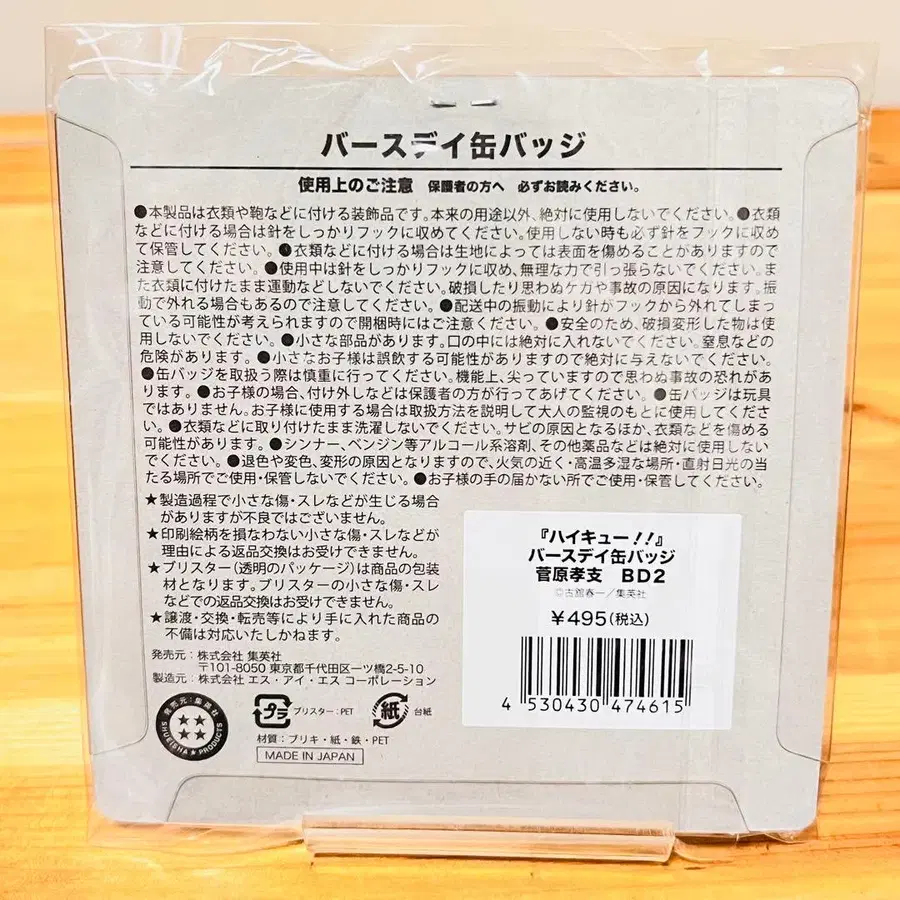 バースデイ缶バッジ
使用上のご注意 保護者の方へ 必ずお読みください。
●本製品は衣類や鞄などに付ける装飾品です。本来の用途以外、絶対に使用しないでください。●衣類
などに付ける場合は針をしっかりフックに収めてください。使用しない時も必ず針をフックに収め
て保管してください。●衣類などに付ける場合は生地によっては表面を傷めることがありますので
注意してください。●使用中は針をしっかりフックに収め、無理な力で引っ張らないでください。ま
た衣類に付けたまま運動などしないでください。破損したり思わぬケガや事故の原因になります。振
動で外れる場合もあるので注意してください。●配送中の振動により針がフックから外れてしまっ
ている可能性が考えられますので開梱時にはご注意ください。●安全のため、破損変形した物は使
用しないでください。●小さな部品があります。口の中には絶対に入れないでください。窒息などの
危険があります。●小さなお子様は誤飲する可能性がありますので絶対に与えないでください。
●缶バッジを取扱う際は慎重に行ってください。機能上、尖っていますので思わぬ事故の恐れがあ
ります。●お子様の場合、付け外しなどは保護者の方が行ってあげてください。●缶バッジは玩具
ではありません。お子様に使用する場合は取扱方法を説明して大人の監視のもとに使用してくださ
い。●衣類などに取り付けたまま洗濯しないでください。サビの原因となるほか、衣類などを傷める
可能性があります。●シンナー、ベンジン等アルコール系溶剤、その他薬品などは絶対に使用しない
でください。●退色や変色、変形の原因となりますので、火気の近く・高温多湿な場所・直射日光の当
たる場所でご使用・保管しないでください。●お子様の手の届かない所でご使用・保管してください。
★製造過程で小さな傷・スレなどが生じる場合
がありますが不良ではございません。
★印刷絵柄を損なわない小さな傷・スレなどが
理由による返品交換はお受けできません。
★ブリスター(透明のパッケージ)は商品の包装
材となります。ブリスターの小さな傷・スレ
などでの返品交換はお受けできません。
★譲渡・交換・転売等により手に入れた商品の
不備は対応いたしかねます。
発売元:株式会社 集英社
〒101-8050 東京都千代田区一ツ橋2-5-10
製造元:株式会社 エス・アイ・エス コーポレーション
発売元:集英社
SHUEISHA★PRODUCTS
プラ ブリスター:PET 紙 台紙
材質:ブリキ・紙・鉄・PET
MADE IN JAPAN
『ハイキュー!!』
バースデイ缶バッジ
菅原孝支 BD2
©古舘春一/集英社
¥495(税込)
4 530430 474615